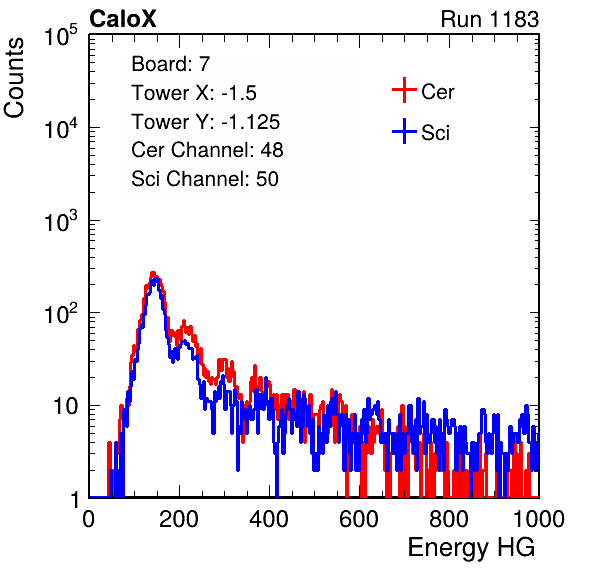 CaloX Run 1183
Counts
Board: 7
Tower X: -1.5
Tower Y: -1.125
Cer Channel: 48
Sci Channel: 50
Cer
Sci
10^5
10^4
10^3
10^2
10
1
0 200 400 600 800 1000
Energy HG